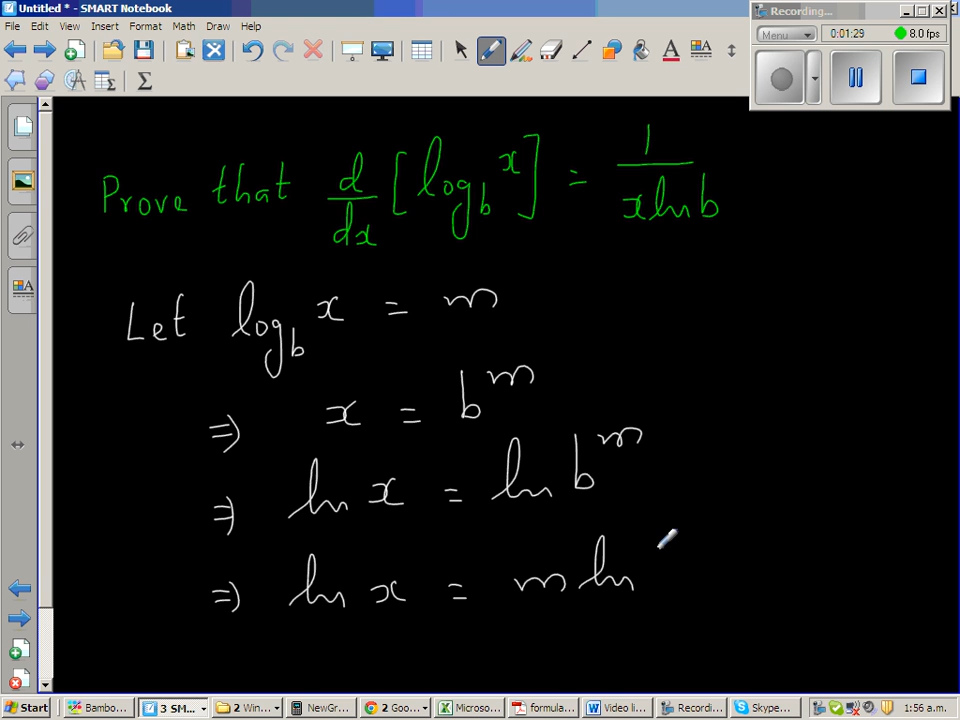 Untitled * - SMART Notebook
Recording...
File Edit View Insert Format Math Draw Help
Menu
0:01:29
8.0 fps
Prove that d/dx [log_b x] = 1/(x ln b)
Let log_b x = m
⇒ x = b^m
⇒ ln x = ln b^m
⇒ ln x = m ln
Start
Bambo...
3 SM...
2 Win...
NewGr...
2 Goo...
Microso...
formula...
Video li...
Recordi...
Skype...
1:56 a.m.